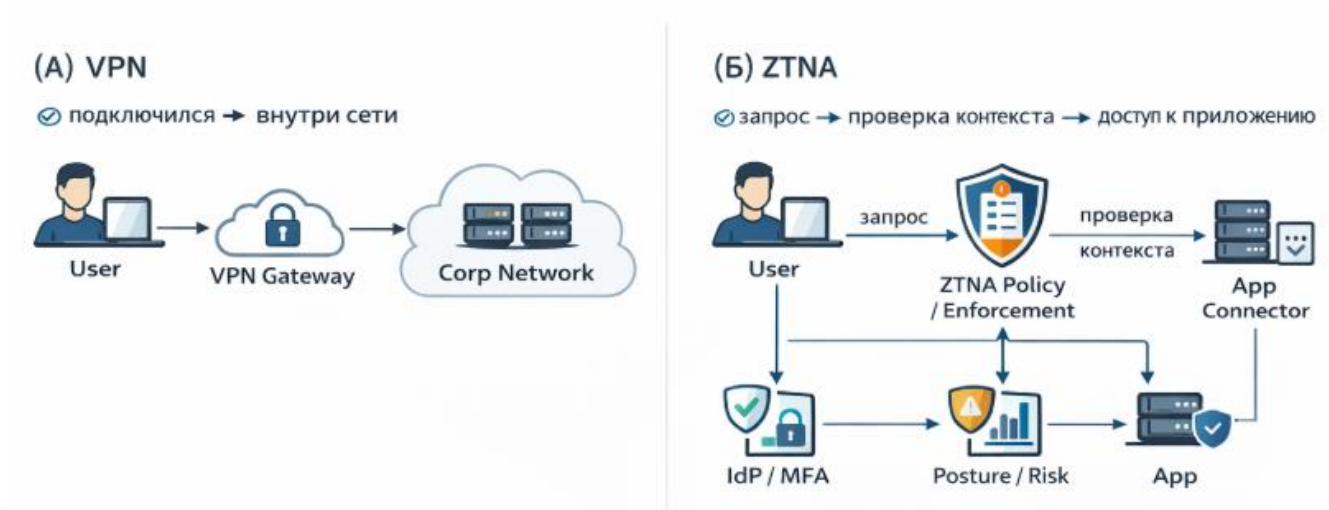 (А) VPN
подключился → внутри сети
User
VPN Gateway
Corp Network
(Б) ZTNA
запрос → проверка контекста → доступ к приложению
запрос
проверка
контекста
User
ZTNA Policy
/ Enforcement
App
Connector
IdP / MFA
Posture / Risk
App